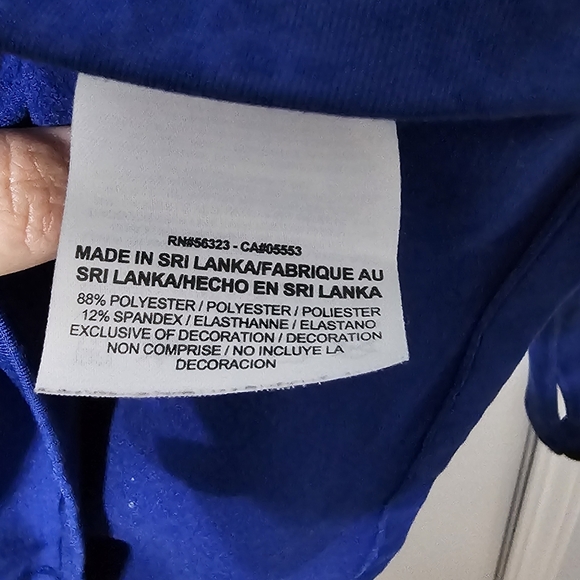 RN#56323 - CA#05553
MADE IN SRI LANKA/FABRIQUE AU
SRI LANKA/HECHO EN SRI LANKA
88% POLYESTER / POLYESTER / POLIESTER
12% SPANDEX / ELASTHANNE / ELASTANO
EXCLUSIVE OF DECORATION / DECORATION
NON COMPRISE / NO INCLUYE LA
DECORACION